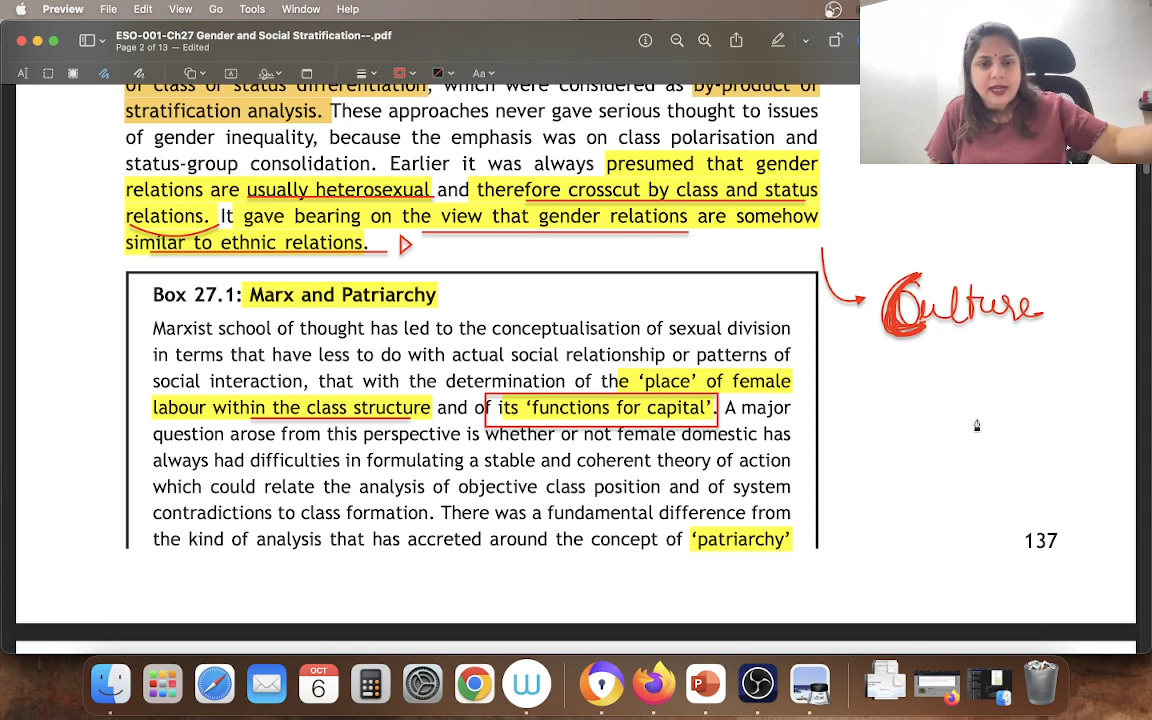 Preview File Edit View Go Tools Window Help
ESO-001-Ch27 Gender and Social Stratification--.pdf
Page 2 of 13 — Edited
Aa
of class or status differentiation, which were considered as by-product of
stratification analysis. These approaches never gave serious thought to issues
of gender inequality, because the emphasis was on class polarisation and
status-group consolidation. Earlier it was always presumed that gender
relations are usually heterosexual and therefore crosscut by class and status
relations. It gave bearing on the view that gender relations are somehow
similar to ethnic relations.
Culture
Box 27.1: Marx and Patriarchy
Marxist school of thought has led to the conceptualisation of sexual division
in terms that have less to do with actual social relationship or patterns of
social interaction, that with the determination of the ‘place’ of female
labour within the class structure and of its ‘functions for capital’. A major
question arose from this perspective is whether or not female domestic has
always had difficulties in formulating a stable and coherent theory of action
which could relate the analysis of objective class position and of system
contradictions to class formation. There was a fundamental difference from
the kind of analysis that has accreted around the concept of ‘patriarchy’
137
OCT
6
W
P